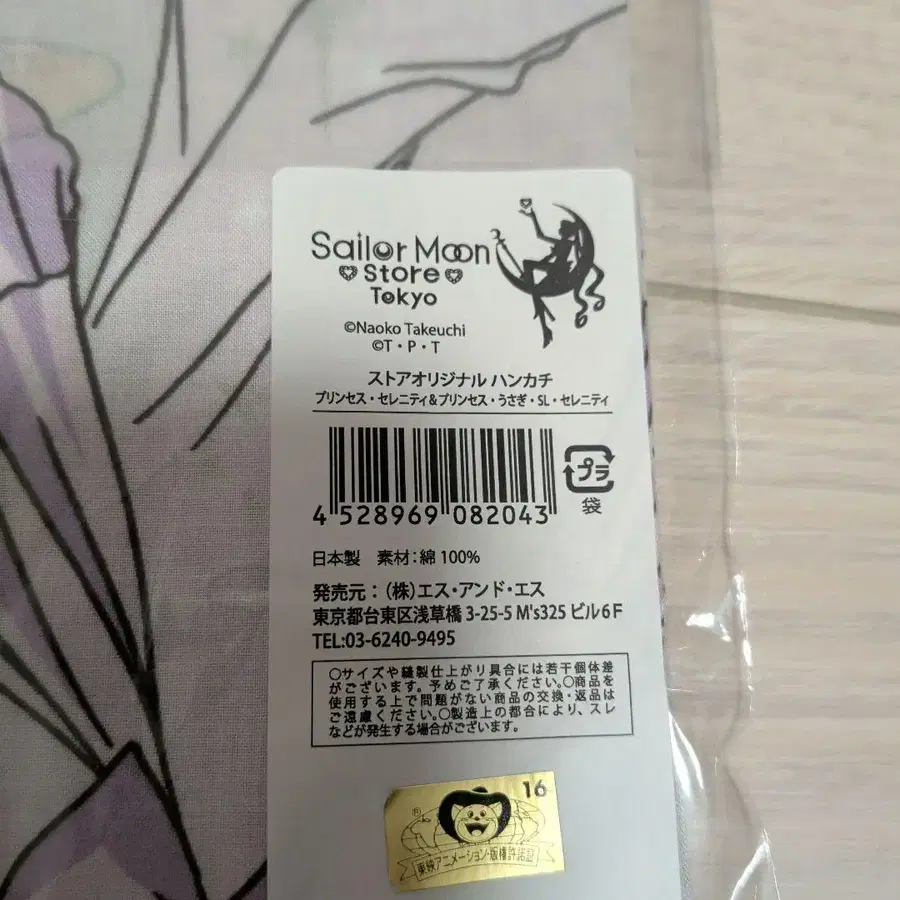 Sailor Moon
Store
Tokyo
©Naoko Takeuchi
©T・P・T
ストアオリジナル ハンカチ
プリンセス・セレニティ&プリンセス・うさぎ・SL・セレニティ
4 528969 082043
プラ
袋
日本製 素材:綿 100%
発売元:(株)エス・アンド・エス
東京都台東区浅草橋 3-25-5 M's325 ビル6F
TEL:03-6240-9495
○サイズや縫製仕上がり具合には若干個体差
がございます。予めご了承ください。○商品を
使用する上で問題がない商品の交換・返品は
ご遠慮ください。○製造上の都合により、スレ
などが発生する場合がございます。
16
®
東映アニメーション・版権許諾証